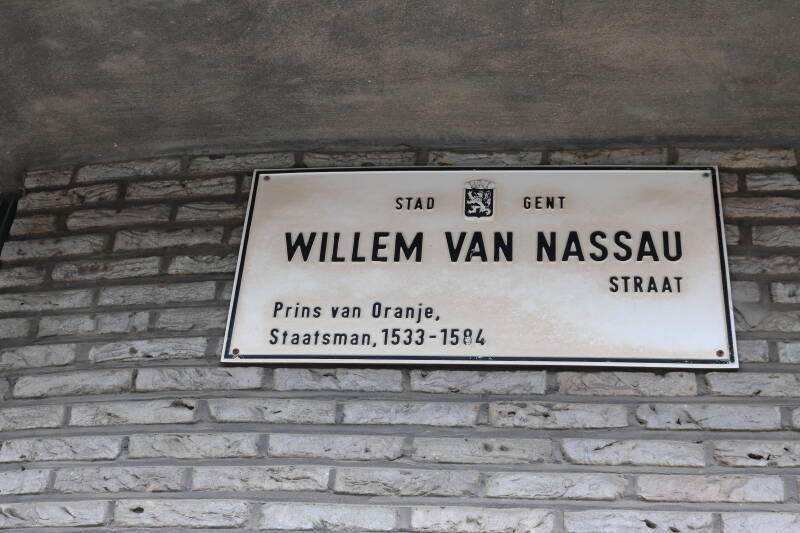 STAD GENT
WILLEM VAN NASSAU
STRAAT
Prins van Oranje,
Staatsman, 1533-1584